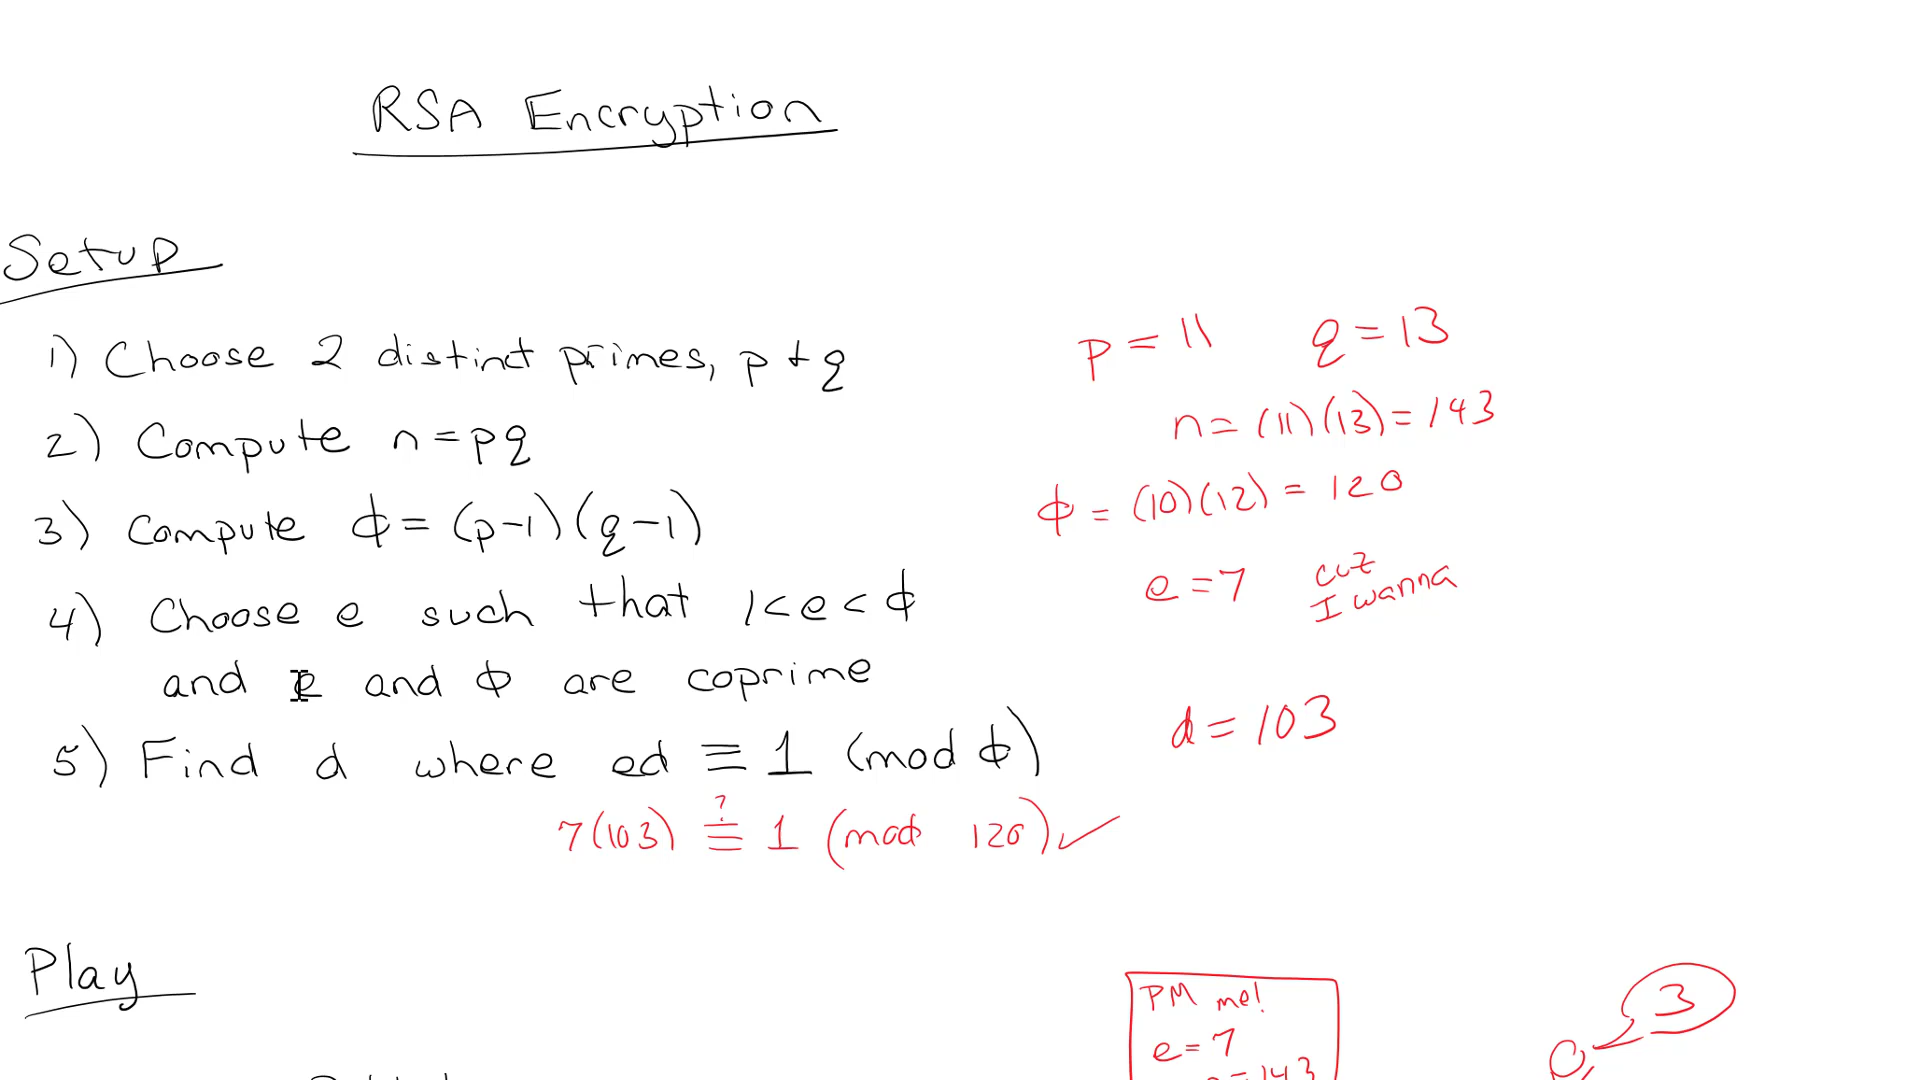 RSA Encryption
Setup
1) Choose 2 distinct primes, p + q
2) Compute n = pq
3) Compute ϕ = (p-1)(q-1)
4) Choose e such that 1 < e < ϕ
and e and ϕ are coprime
5) Find d where ed ≡ 1 (mod ϕ)
7(103) ≟ 1 (mod 120) ✓
p = 11 q = 13
n = (11)(13) = 143
ϕ = (10)(12) = 120
e = 7 cuz
I wanna
d = 103
Play
PM me!
e = 7
n = 143
3